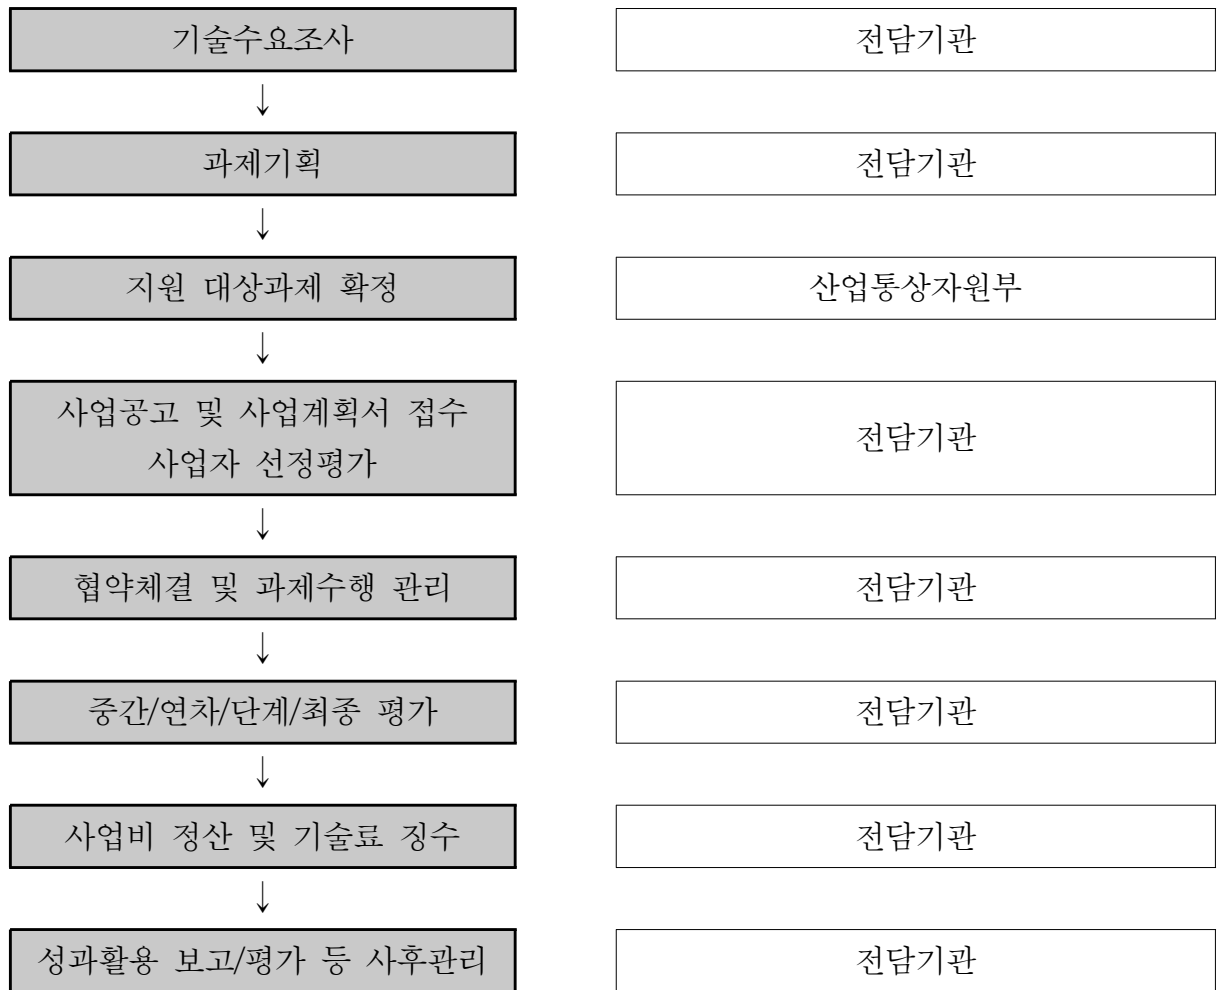 기술수요조사
전담기관
↓
과제기획
전담기관
↓
지원 대상과제 확정
산업통상자원부
↓
사업공고 및 사업계획서 접수
사업자 선정평가
전담기관
↓
협약체결 및 과제수행 관리
전담기관
↓
중간/연차/단계/최종 평가
전담기관
↓
사업비 정산 및 기술료 징수
전담기관
↓
성과활용 보고/평가 등 사후관리
전담기관